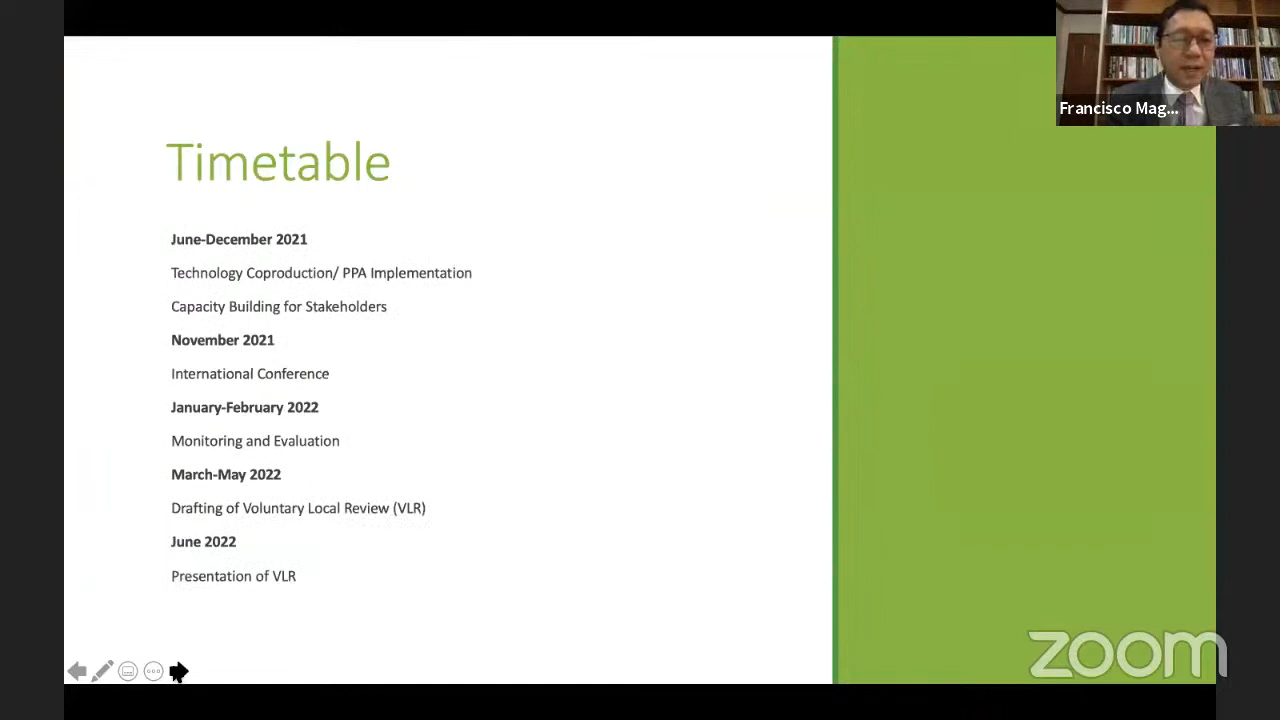 Francisco Mag...
Timetable
June-December 2021
Technology Coproduction/ PPA Implementation
Capacity Building for Stakeholders
November 2021
International Conference
January-February 2022
Monitoring and Evaluation
March-May 2022
Drafting of Voluntary Local Review (VLR)
June 2022
Presentation of VLR
zoom